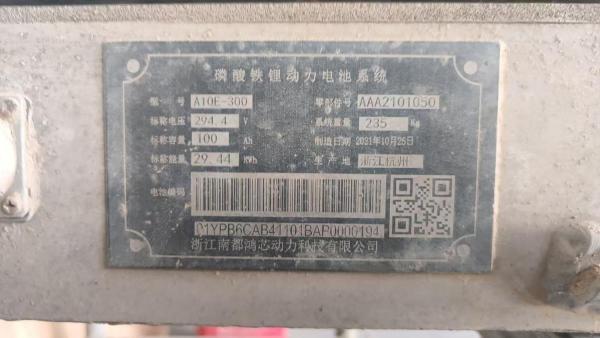 磷酸铁锂动力电池系统
型 号 A10E-300 零部件号 AAA2101050
标称电压 294.4 V 系统重量 235 Kg
标称容量 100 Ah 制造日期 2021年10月25日
标称能量 29.44 KWh 生 产 地 浙江杭州
电池编码
01YPB6CAB41101BAP0000194
浙江南都鸿芯动力科技有限公司